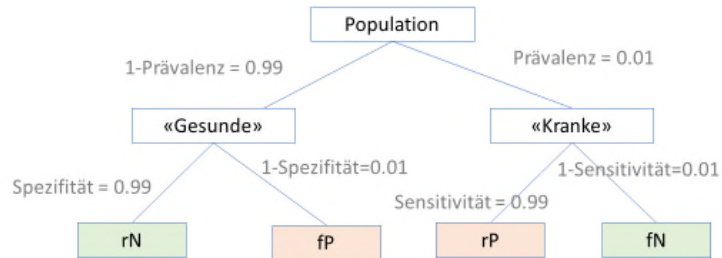 Population
1-Prävalenz = 0.99
Prävalenz = 0.01
«Gesunde»
«Kranke»
Spezifität = 0.99
1-Spezifität=0.01
Sensitivität = 0.99
1-Sensitivität=0.01
rN
fP
rP
fN